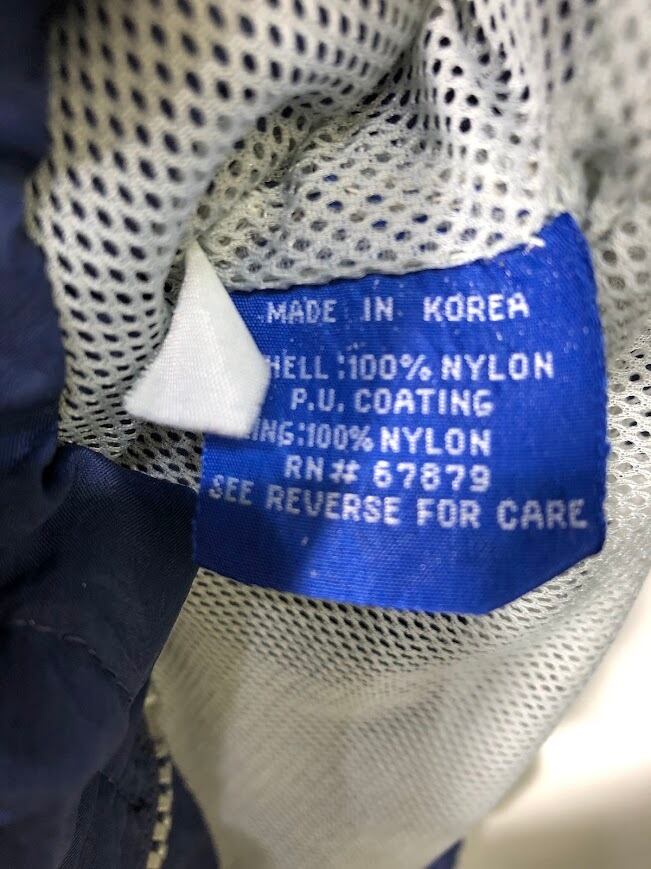 MADE IN KOREA
HELL:100% NYLON
P.U. COATING
ING:100% NYLON
RN# 67879
SEE REVERSE FOR CARE